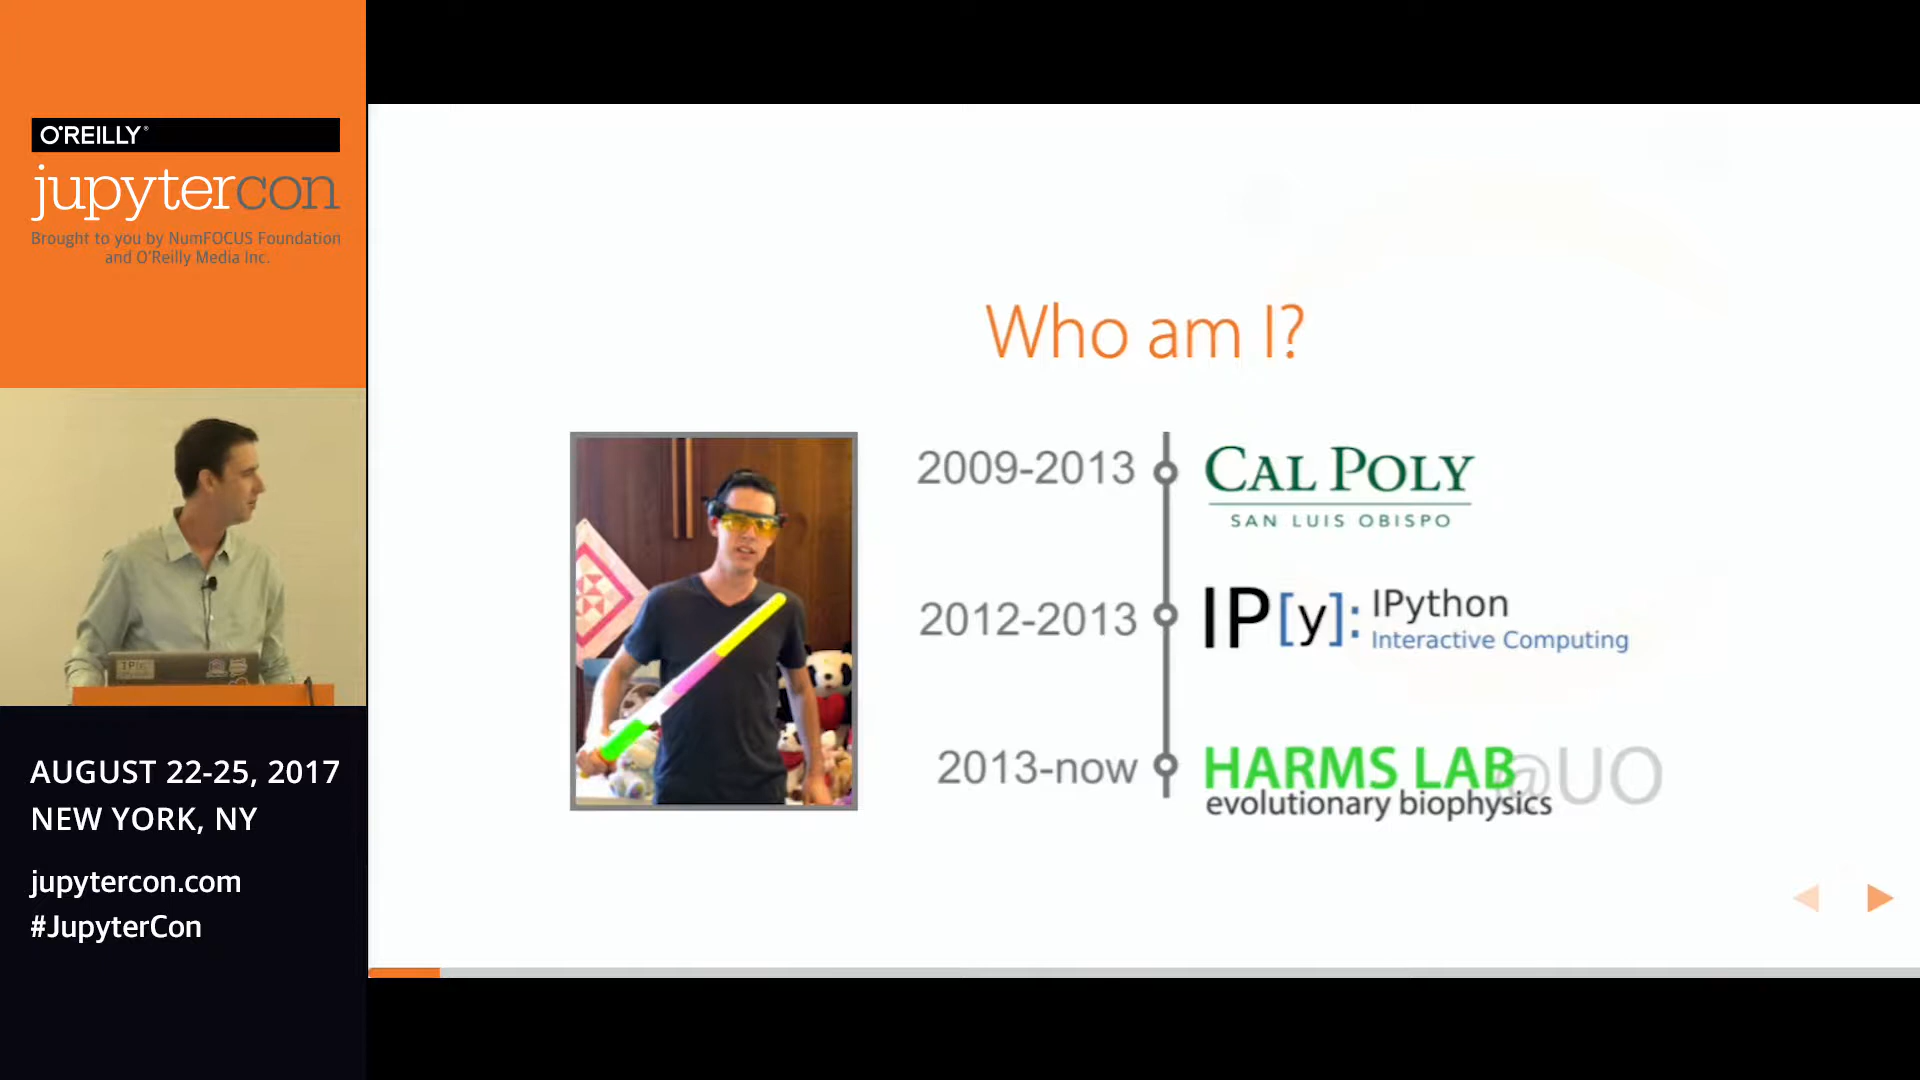 O'REILLY®
jupytercon
Brought to you by NumFOCUS Foundation
and O'Reilly Media Inc.
AUGUST 22-25, 2017
NEW YORK, NY
jupytercon.com
#JupyterCon
Who am I?
2009-2013
CAL POLY
SAN LUIS OBISPO
2012-2013
IP[y]:
IPython
Interactive Computing
2013-now
HARMS LAB
@UO
evolutionary biophysics
IP[y]: